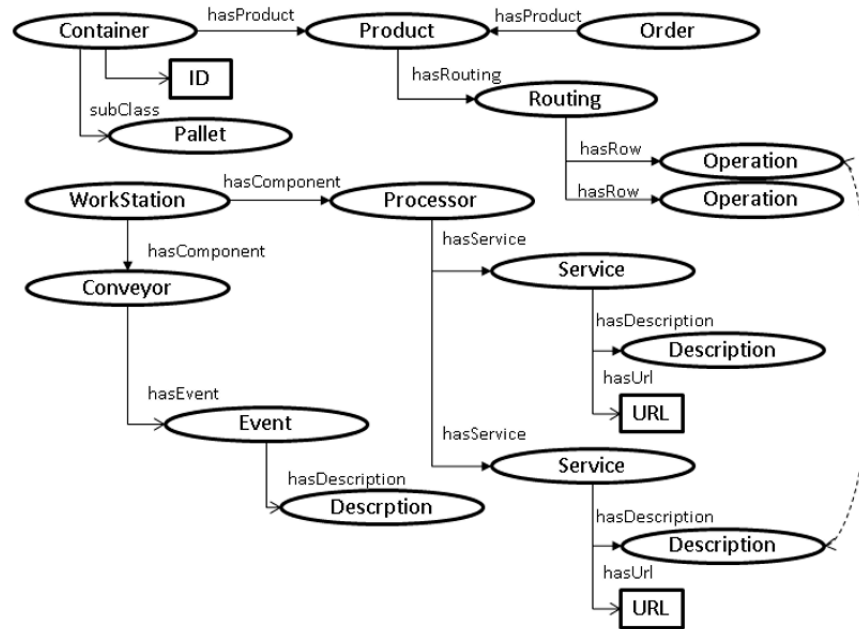 hasProduct
hasProduct
Container
Product
Order
ID
hasRouting
Routing
subClass
Pallet
hasRow
Operation
hasComponent
hasRow
Operation
WorkStation
Processor
hasService
hasComponent
Service
Conveyor
hasDescription
Description
hasUrl
URL
hasEvent
Event
hasService
Service
hasDescription
Descrption
hasDescription
Description
hasUrl
URL